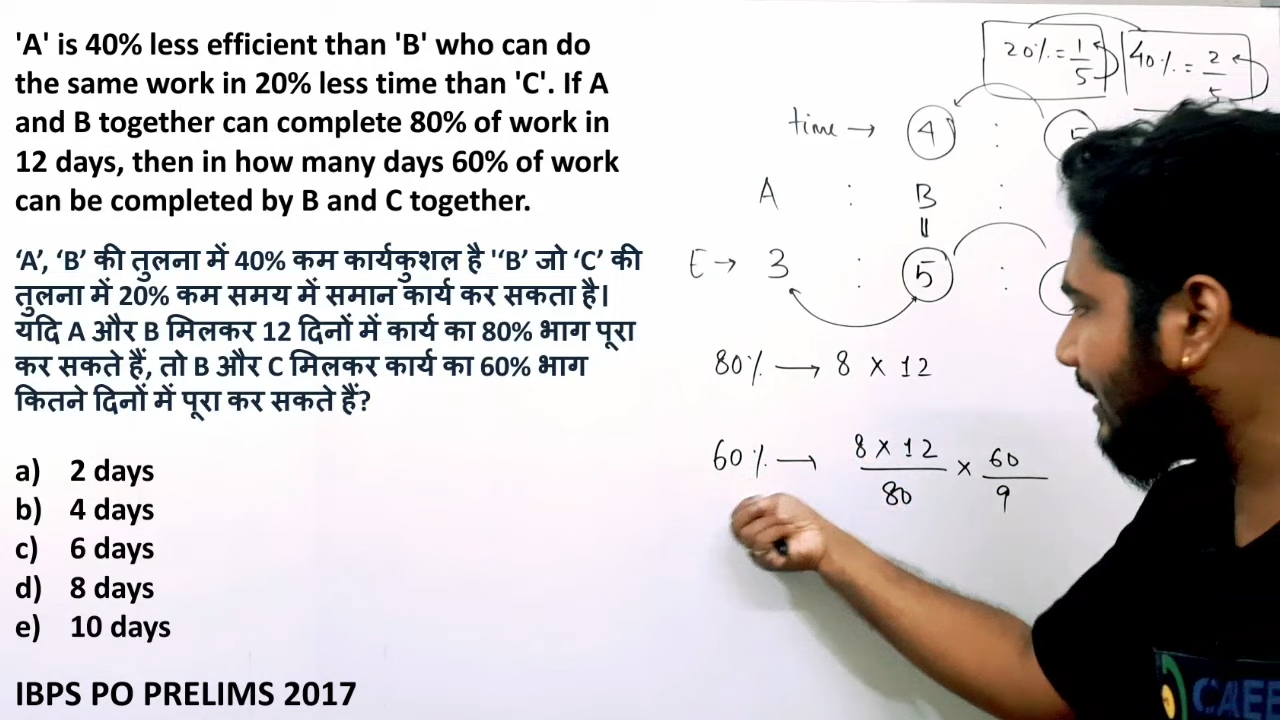 'A' is 40% less efficient than 'B' who can do
the same work in 20% less time than 'C'. If A
and B together can complete 80% of work in
12 days, then in how many days 60% of work
can be completed by B and C together.
‘A’, ‘B’ की तुलना में 40% कम कार्यकुशल है '‘B’ जो ‘C’ की
तुलना में 20% कम समय में समान कार्य कर सकता है।
यदि A और B मिलकर 12 दिनों में कार्य का 80% भाग पूरा
कर सकते हैं, तो B और C मिलकर कार्य का 60% भाग
कितने दिनों में पूरा कर सकते हैं?
a) 2 days
b) 4 days
c) 6 days
d) 8 days
e) 10 days
IBPS PO PRELIMS 2017
20% = 1/5 40% = 2/5
time → 4 : 5
A : B :
E → 3 : 5 :
80% → 8 × 12
60% → 8 × 12 / 80 × 60 / 9